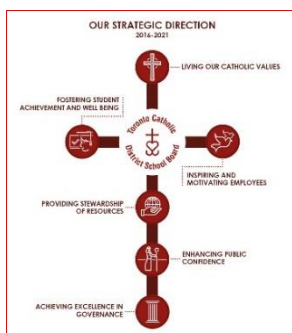 OUR STRATEGIC DIRECTION
2016-2021
LIVING OUR CATHOLIC VALUES
FOSTERING STUDENT
ACHIEVEMENT AND WELL BEING
Toronto Catholic
District School Board
INSPIRING AND
MOTIVATING EMPLOYEES
PROVIDING STEWARDSHIP
OF RESOURCES
ENHANCING PUBLIC
CONFIDENCE
ACHIEVING EXCELLENCE IN
GOVERNANCE